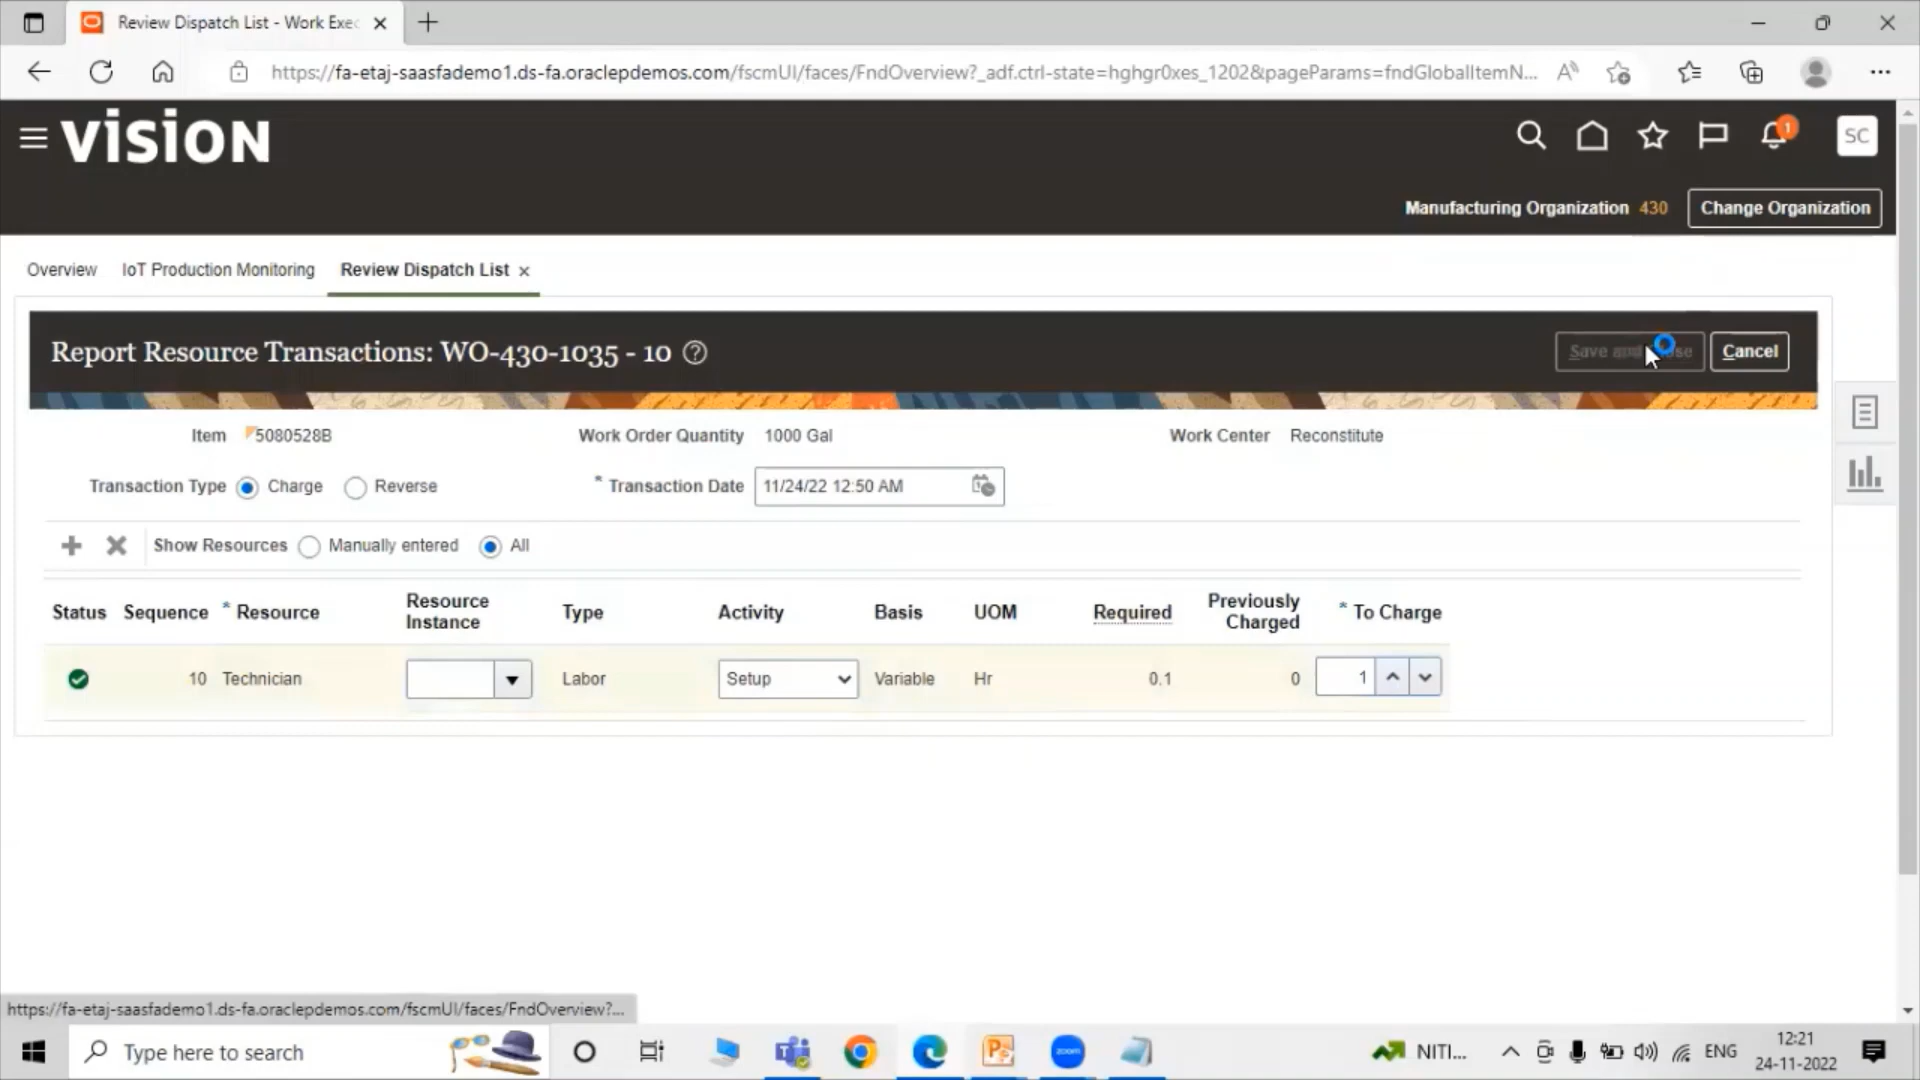 Review Dispatch List - Work Exec
https://fa-etaj-saasfademo1.ds-fa.oraclepdemos.com/fscmUI/faces/FndOverview?_adf.ctrl-state=hghgr0xes_1202&pageParams=fndGlobalItemN...
VISION
1
SC
Manufacturing Organization 430
Change Organization
Overview
IoT Production Monitoring
Review Dispatch List
Report Resource Transactions: WO-430-1035 - 10
Save and Close
Cancel
Item 5080528B
Work Order Quantity 1000 Gal
Work Center Reconstitute
Transaction Type Charge Reverse
* Transaction Date 11/24/22 12:50 AM
Show Resources Manually entered All
Status Sequence * Resource Resource Instance Type Activity Basis UOM Required Previously Charged * To Charge
10 Technician Labor Setup Variable Hr 0.1 0 1
https://fa-etaj-saasfademo1.ds-fa.oraclepdemos.com/fscmUI/faces/FndOverview?...
Type here to search
zoom
NITI...
ENG
12:21
24-11-2022